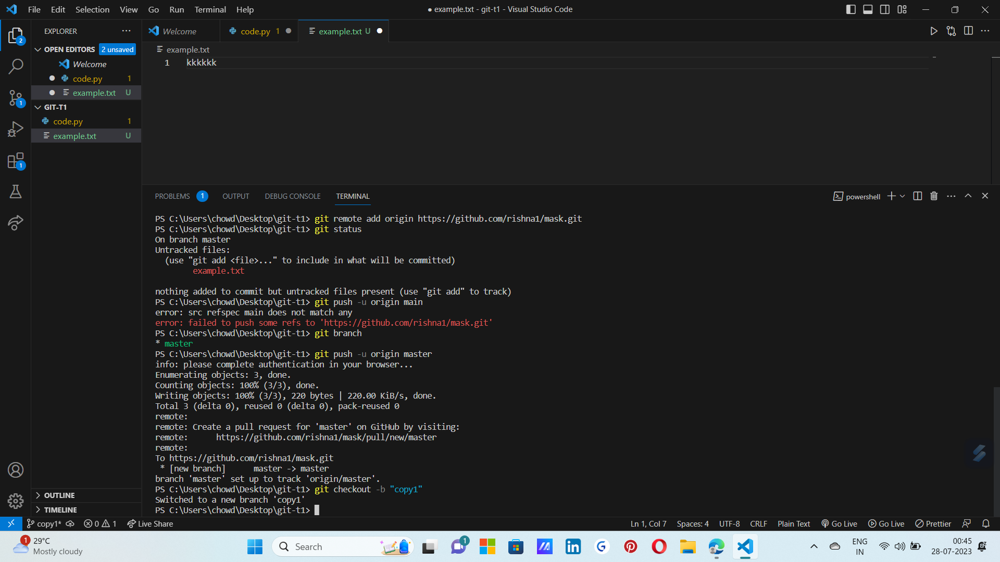 File Edit Selection View Go Run Terminal Help
● example.txt - git-t1 - Visual Studio Code
EXPLORER
Welcome
code.py 1
example.txt U
OPEN EDITORS 2 unsaved
Welcome
code.py 1
example.txt U
GIT-T1
code.py 1
example.txt U
OUTLINE
TIMELINE
2
1
1
example.txt
1 kkkkkk
PROBLEMS 1 OUTPUT DEBUG CONSOLE TERMINAL
powershell
PS C:\Users\chowd\Desktop\git-t1> git remote add origin https://github.com/rishna1/mask.git
PS C:\Users\chowd\Desktop\git-t1> git status
On branch master
Untracked files:
  (use "git add <file>..." to include in what will be committed)
        example.txt
nothing added to commit but untracked files present (use "git add" to track)
PS C:\Users\chowd\Desktop\git-t1> git push -u origin main
error: src refspec main does not match any
error: failed to push some refs to 'https://github.com/rishna1/mask.git'
PS C:\Users\chowd\Desktop\git-t1> git branch
* master
PS C:\Users\chowd\Desktop\git-t1> git push -u origin master
info: please complete authentication in your browser...
Enumerating objects: 3, done.
Counting objects: 100% (3/3), done.
Writing objects: 100% (3/3), 220 bytes | 220.00 KiB/s, done.
Total 3 (delta 0), reused 0 (delta 0), pack-reused 0
remote:
remote: Create a pull request for 'master' on GitHub by visiting:
remote:      https://github.com/rishna1/mask/pull/new/master
remote:
To https://github.com/rishna1/mask.git
 * [new branch]      master -> master
branch 'master' set up to track 'origin/master'.
PS C:\Users\chowd\Desktop\git-t1> git checkout -b "copy1"
Switched to a new branch 'copy1'
PS C:\Users\chowd\Desktop\git-t1>
copy1* 0 1 Live Share
Ln 1, Col 7 Spaces: 4 UTF-8 CRLF Plain Text Go Live Go Live Prettier
1 29°C
Mostly cloudy
Search
1
in
G
ENG
IN
00:45
28-07-2023